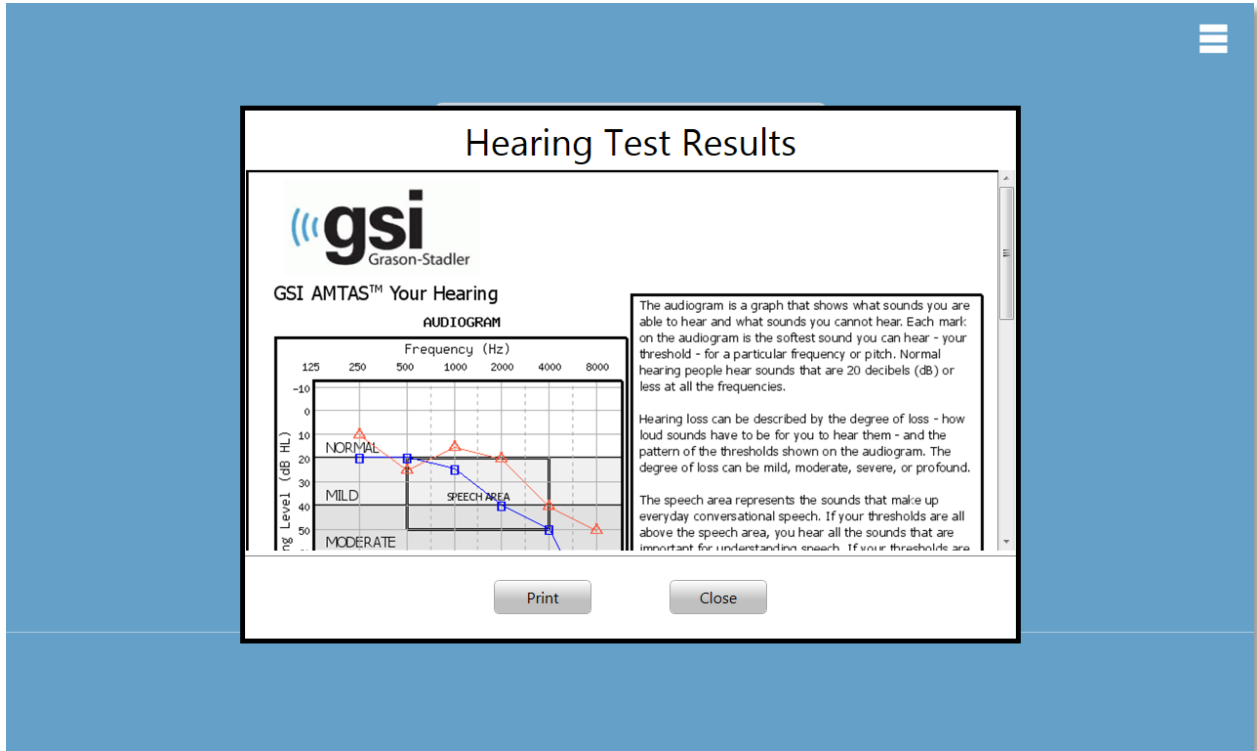 Hearing Test Results
gsi
Grason-Stadler
GSI AMTAS™ Your Hearing
AUDIOGRAM
Frequency (Hz)
125 250 500 1000 2000 4000 8000
-10
0
10
NORMAL
20
30
MILD
SPEECH AREA
40
50
MODERATE
ng Level (dB HL)
The audiogram is a graph that shows what sounds you are
able to hear and what sounds you cannot hear. Each mark
on the audiogram is the softest sound you can hear - your
threshold - for a particular frequency or pitch. Normal
hearing people hear sounds that are 20 decibels (dB) or
less at all the frequencies.
Hearing loss can be described by the degree of loss - how
loud sounds have to be for you to hear them - and the
pattern of the thresholds shown on the audiogram. The
degree of loss can be mild, moderate, severe, or profound.
The speech area represents the sounds that make up
everyday conversational speech. If your thresholds are all
above the speech area, you hear all the sounds that are
important for understanding speech. If your thresholds are
Print
Close